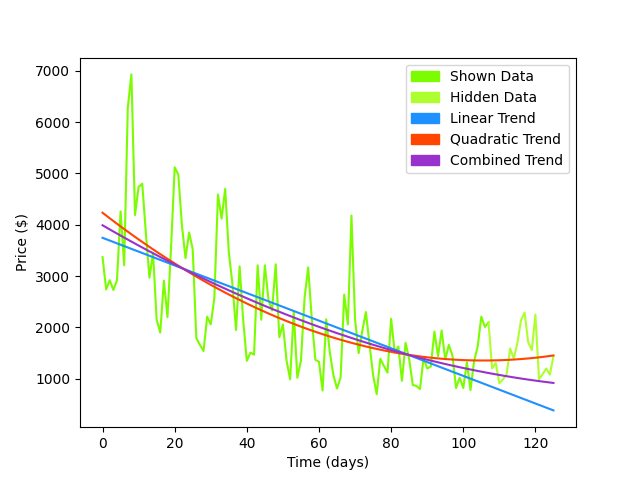 7000
6000
5000
4000
3000
2000
1000
Price ($)
Shown Data
Hidden Data
Linear Trend
Quadratic Trend
Combined Trend
0 20 40 60 80 100 120
Time (days)